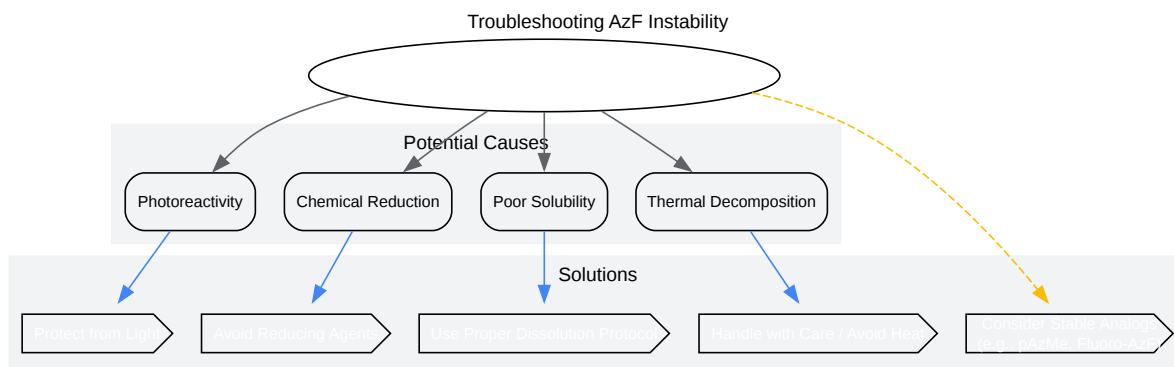 Troubleshooting AzF Instability
Potential Causes
Photoreactivity
Chemical Reduction
Poor Solubility
Thermal Decomposition
Solutions
Protect from Light
Avoid Reducing Agents
Use Proper Dissolution Protocol
Handle with Care / Avoid Heat
Consider Stable Analogs
(e.g., pAzMe, Fluoro-AzF)